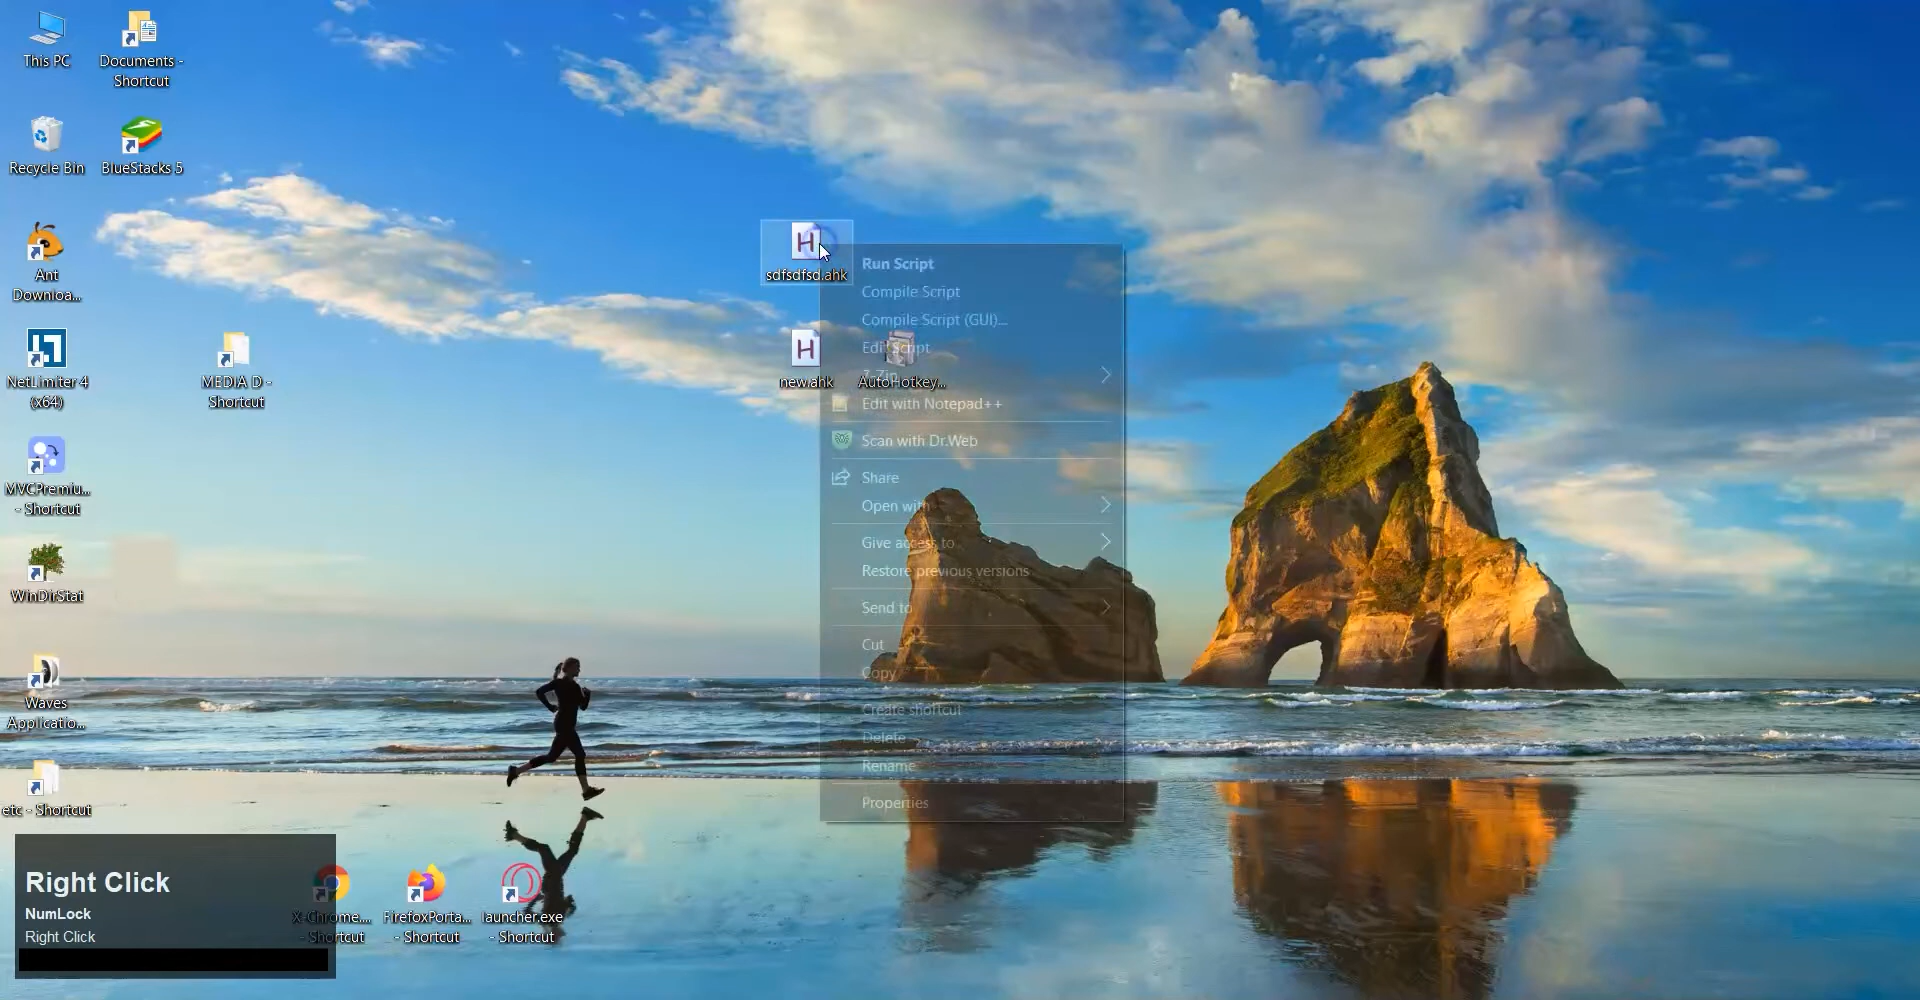 This PC
Documents -
Shortcut
Recycle Bin
BlueStacks 5
Ant
Downloa...
NetLimiter 4
(x64)
MEDIA D -
Shortcut
MVCPremiu...
- Shortcut
WinDirStat
Waves
Applicatio...
etc - Shortcut
H
sdfsdfsd.ahk
H
new.ahk
AutoHotkey...
Run Script
Compile Script
Compile Script (GUI)...
Edit Script
7-Zip
Edit with Notepad++
Scan with Dr.Web
Share
Open with
Give access to
Restore previous versions
Send to
Cut
Copy
Create shortcut
Delete
Rename
Properties
Right Click
NumLock
Right Click
X-Chrome....
- Shortcut
FirefoxPorta...
- Shortcut
launcher.exe
- Shortcut